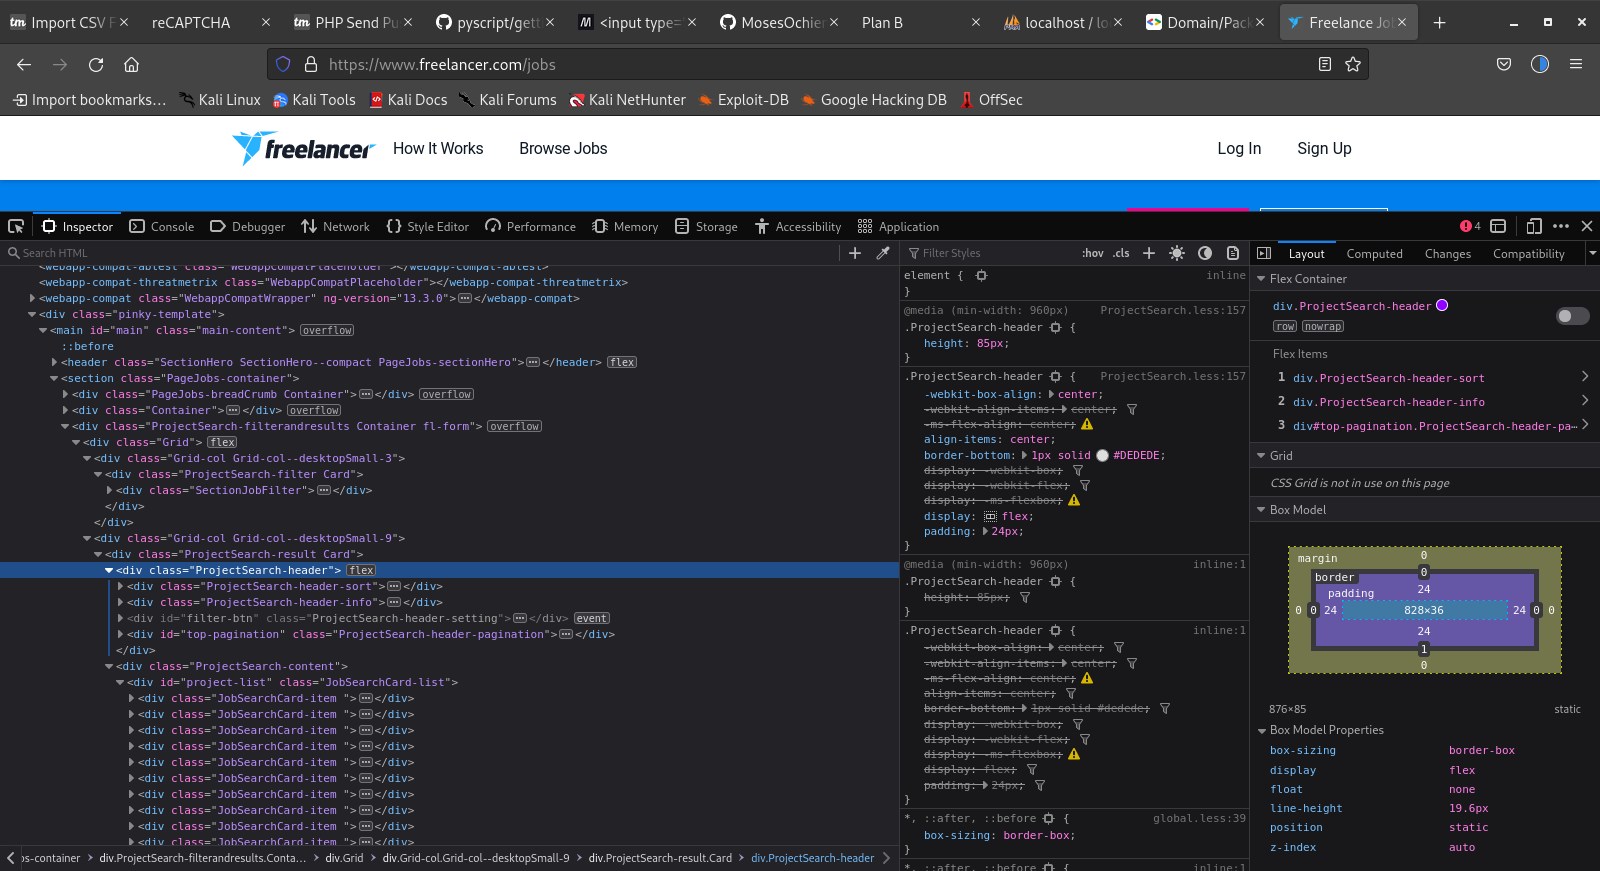 Import CSV F
reCAPTCHA
PHP Send Pu
pyscript/gett
<input type=
MosesOchier
Plan B
localhost / lo
Domain/Pack
Freelance Jo
https://www.freelancer.com/jobs
Import bookmarks…
Kali Linux
Kali Tools
Kali Docs
Kali Forums
Kali NetHunter
Exploit-DB
Google Hacking DB
OffSec
freelancer
How It Works
Browse Jobs
Log In
Sign Up
Inspector
Console
Debugger
Network
Style Editor
Performance
Memory
Storage
Accessibility
Application
4
Search HTML
<webapp-compat-abtest class="WebappCompatPlaceholder"></webapp-compat-abtest>
<webapp-compat-threatmetrix class="WebappCompatPlaceholder"></webapp-compat-threatmetrix>
<webapp-compat class="WebappCompatWrapper" ng-version="13.3.0"></webapp-compat>
<div class="pinky-template">
<main id="main" class="main-content"> overflow
::before
<header class="SectionHero SectionHero--compact PageJobs-sectionHero"></header> flex
<section class="PageJobs-container">
<div class="PageJobs-breadCrumb Container"></div> overflow
<div class="Container"></div> overflow
<div class="ProjectSearch-filterandresults Container fl-form"> overflow
<div class="Grid"> flex
<div class="Grid-col Grid-col--desktopSmall-3">
<div class="ProjectSearch-filter Card">
<div class="SectionJobFilter"></div>
</div>
</div>
<div class="Grid-col Grid-col--desktopSmall-9">
<div class="ProjectSearch-result Card">
<div class="ProjectSearch-header"> flex
<div class="ProjectSearch-header-sort"></div>
<div class="ProjectSearch-header-info"></div>
<div id="filter-btn" class="ProjectSearch-header-setting"></div> event
<div id="top-pagination" class="ProjectSearch-header-pagination"></div>
</div>
<div class="ProjectSearch-content">
<div id="project-list" class="JobSearchCard-list">
<div class="JobSearchCard-item "></div>
<div class="JobSearchCard-item "></div>
<div class="JobSearchCard-item "></div>
<div class="JobSearchCard-item "></div>
<div class="JobSearchCard-item "></div>
<div class="JobSearchCard-item "></div>
<div class="JobSearchCard-item "></div>
<div class="JobSearchCard-item "></div>
<div class="JobSearchCard-item "></div>
<div class="JobSearchCard-item "></div>
os-container
div.ProjectSearch-filterandresults.Conta…
div.Grid
div.Grid-col.Grid-col--desktopSmall-9
div.ProjectSearch-result.Card
div.ProjectSearch-header
Filter Styles
:hov .cls
element { inline
}
@media (min-width: 960px) ProjectSearch.less:157
.ProjectSearch-header {
height: 85px;
}
.ProjectSearch-header { ProjectSearch.less:157
-webkit-box-align: center;
-webkit-align-items: center;
-ms-flex-align: center;
align-items: center;
border-bottom: 1px solid #DEDEDE;
display: -webkit-box;
display: -webkit-flex;
display: -ms-flexbox;
display: flex;
padding: 24px;
}
@media (min-width: 960px) inline:1
.ProjectSearch-header {
height: 85px;
}
.ProjectSearch-header { inline:1
-webkit-box-align: center;
-webkit-align-items: center;
-ms-flex-align: center;
align-items: center;
border-bottom: 1px solid #dedede;
display: -webkit-box;
display: -webkit-flex;
display: -ms-flexbox;
display: flex;
padding: 24px;
}
*, ::after, ::before { global.less:39
box-sizing: border-box;
}
*, ::after, ::before { inline:1
Layout
Computed
Changes
Compatibility
Flex Container
div.ProjectSearch-header
row nowrap
Flex Items
1 div.ProjectSearch-header-sort
2 div.ProjectSearch-header-info
3 div#top-pagination.ProjectSearch-header-pa…
Grid
CSS Grid is not in use on this page
Box Model
margin 0
border 0
padding 24
0 0 24 828×36 24 0 0
24
1
0
876×85 static
Box Model Properties
box-sizing border-box
display flex
float none
line-height 19.6px
position static
z-index auto